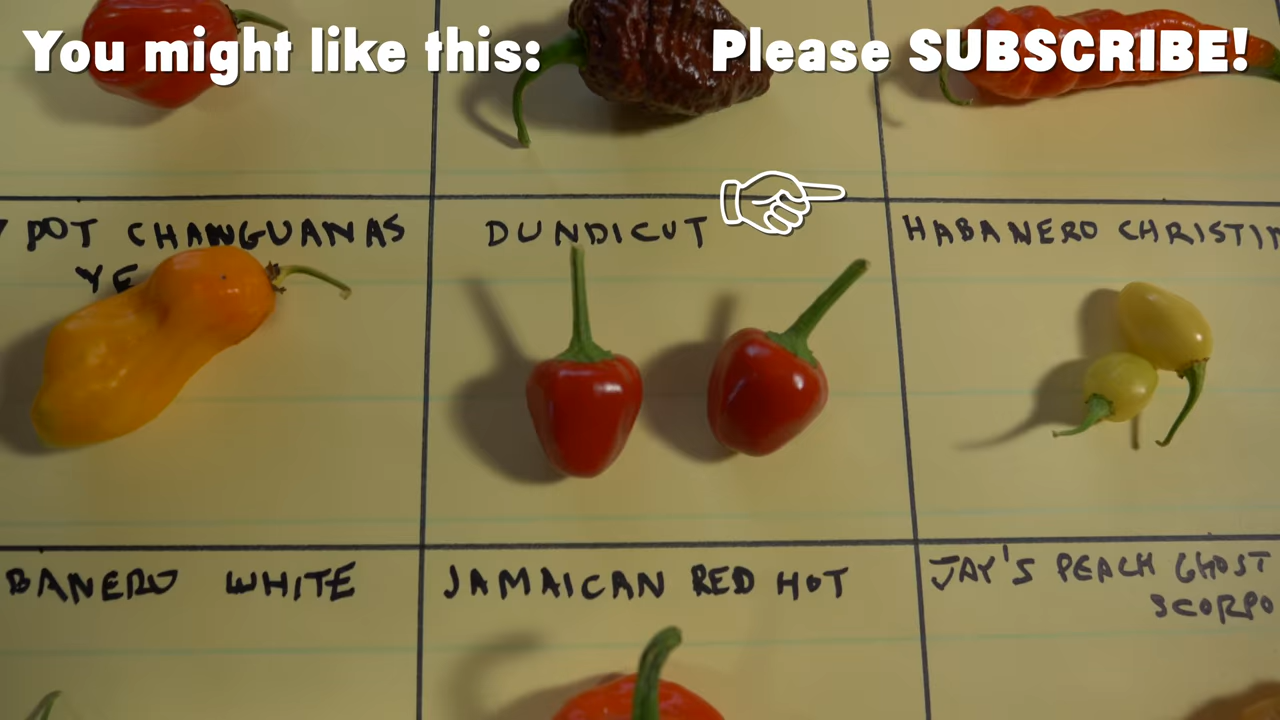 You might like this:
Please SUBSCRIBE!
POT CHANGUANAS
YE
DUNDICUT
HABANERO CHRISTI
BANERO WHITE
JAMAICAN RED HOT
JAY'S PEACH GHOST
SCORPO